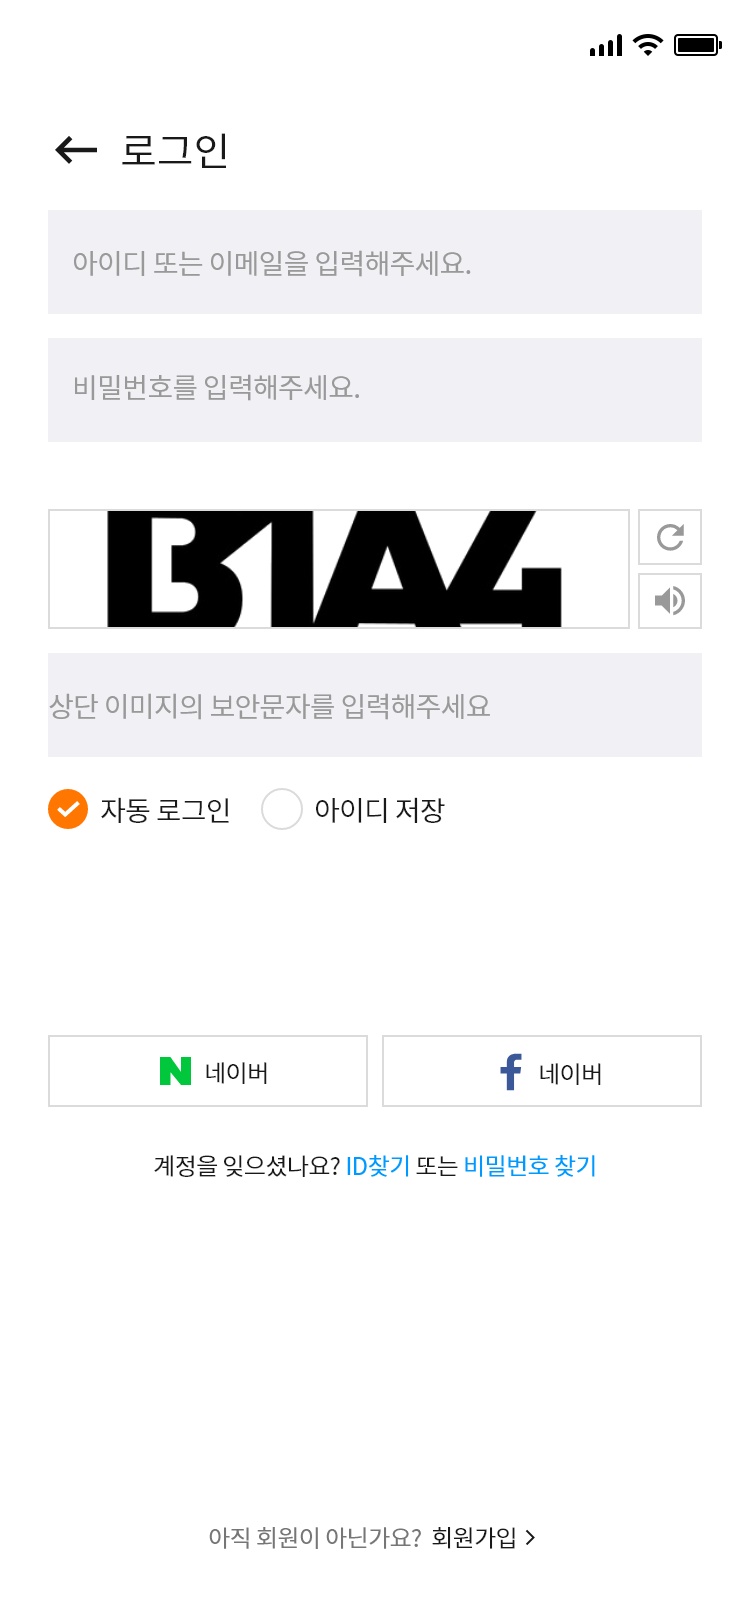 로그인
아이디 또는 이메일을 입력해주세요.
비밀번호를 입력해주세요.
B1A4
상단 이미지의 보안문자를 입력해주세요
자동 로그인 아이디 저장
N 네이버 f 네이버
계정을 잊으셨나요? ID찾기 또는 비밀번호 찾기
아직 회원이 아닌가요? 회원가입 >